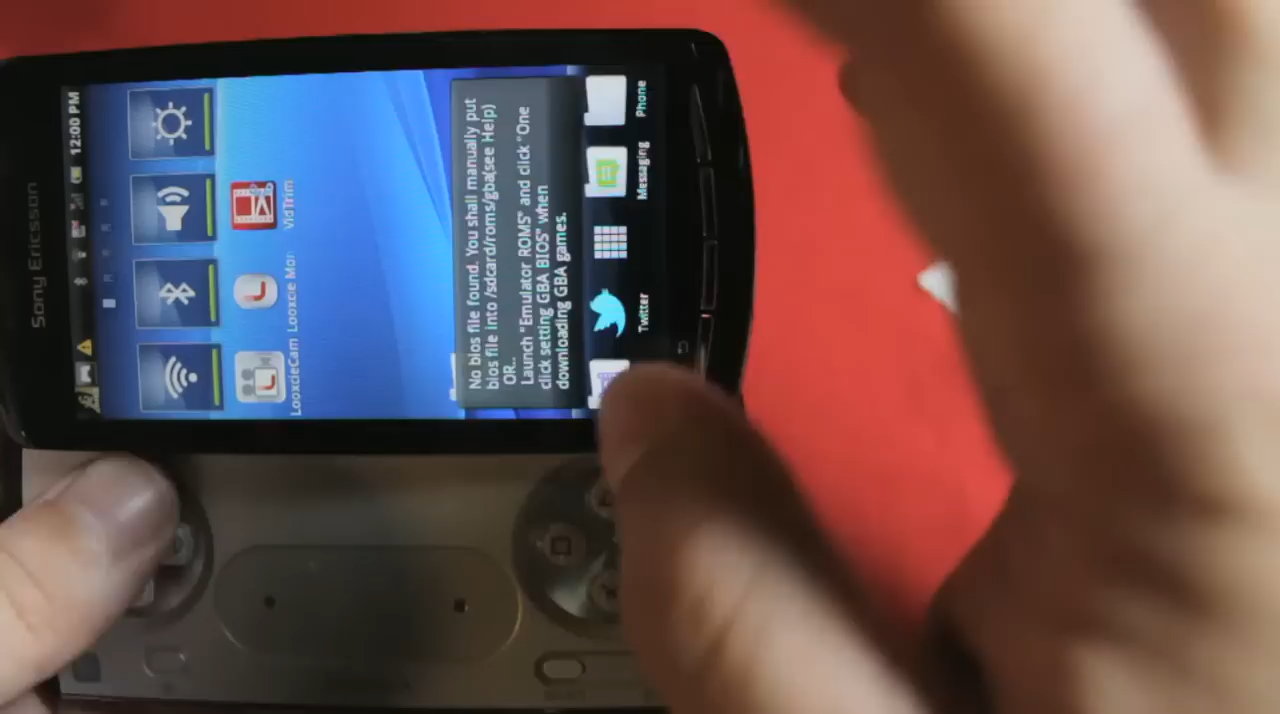 Sony Ericsson
12:00 PM
VidTrim
LooxcieCam
Looxcie Mor
No bios file found. You shall manually put
bios file into /sdcard/roms/gba(see Help)
OR..
Launch "Emulator ROMS" and click "One
click setting GBA BIOS" when
downloading GBA games.
Twitter
Messaging
Phone